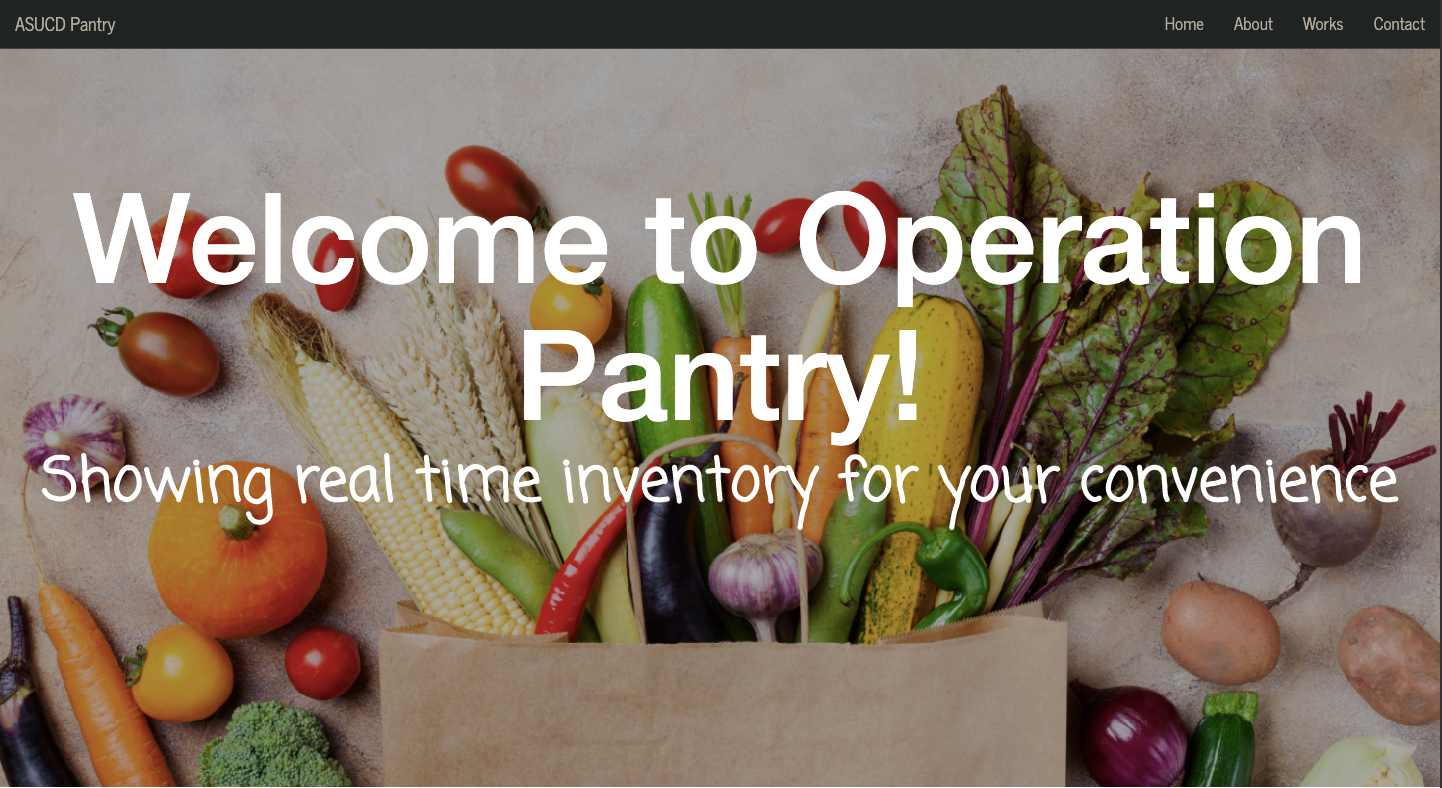 ASUCD Pantry
Home About Works Contact
Welcome to Operation
Pantry!
Showing real time inventory for your convenience